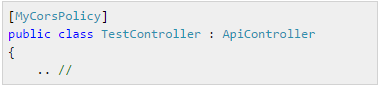 [MyCorsPolicy]
public class TestController : ApiController
{
    .. //